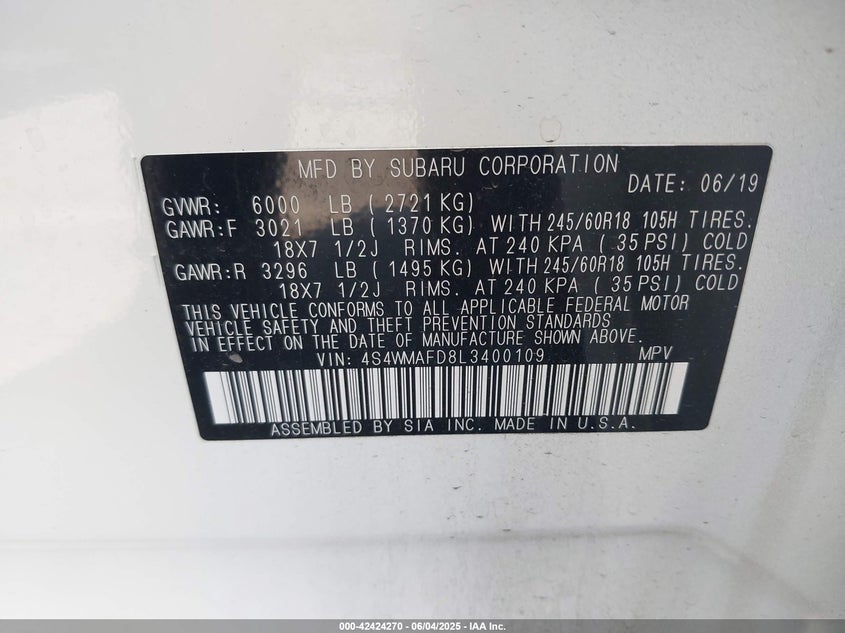 MFD BY SUBARU CORPORATION
DATE: 06/19
GVWR: 6000 LB ( 2721 KG)
GAWR:F 3021 LB ( 1370 KG) WITH 245/60R18 105H TIRES.
18X7 1/2J RIMS. AT 240 KPA ( 35 PSI) COLD
GAWR:R 3296 LB ( 1495 KG) WITH 245/60R18 105H TIRES.
18X7 1/2J RIMS. AT 240 KPA ( 35 PSI) COLD
THIS VEHICLE CONFORMS TO ALL APPLICABLE FEDERAL MOTOR
VEHICLE SAFETY AND THEFT PREVENTION STANDARDS
IN EFFECT ON THE DATE OF MANUFACTURE SHOWN ABOVE.
VIN: 4S4WMAFD8L3400109 MPV
ASSEMBLED BY SIA INC. MADE IN U.S.A.
000-42424270 - 06/04/2025 - IAA Inc.